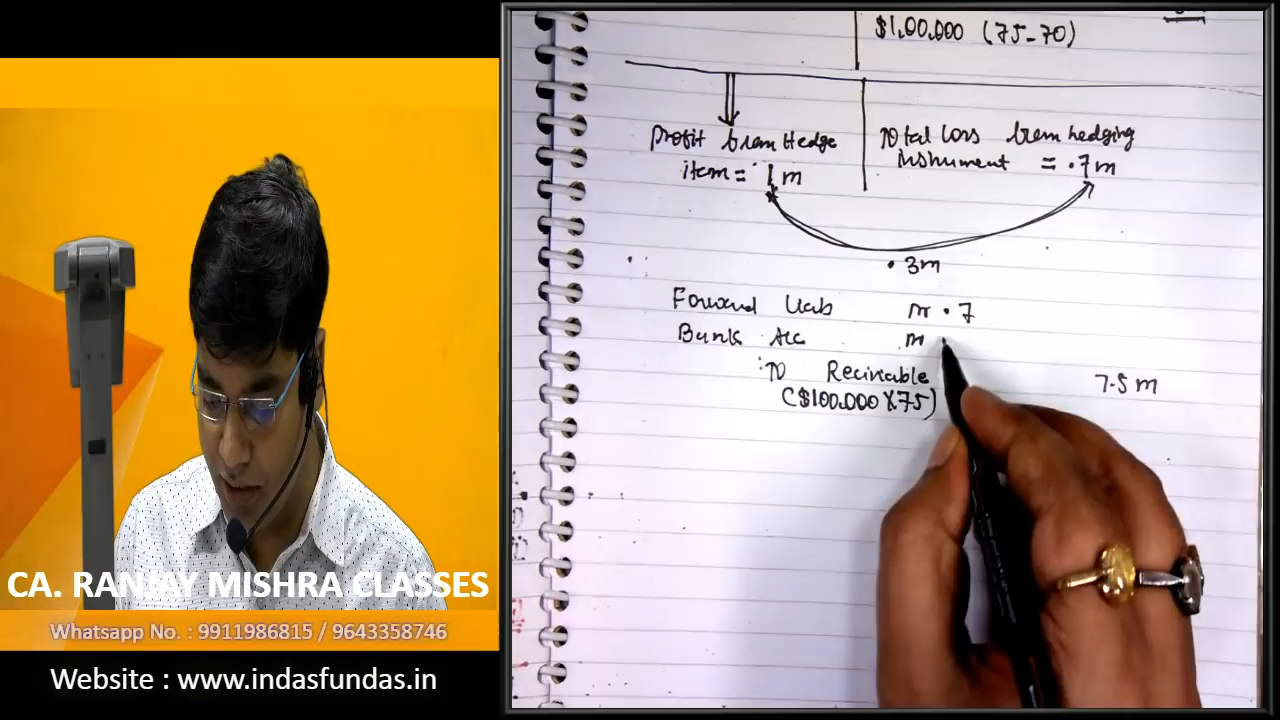 $1,00,000 (75-70)
Profit from Hedge
item = 1m
Total loss from hedging
instrument = .7m
.3m
Forward Liab
.7
Bank A/c
To Receivable
($100.000 X 75)
7.5m
CA. RANJAY MISHRA CLASSES
Whatsapp No. : 9911986815 / 9643358746
Website : www.indasfundas.in